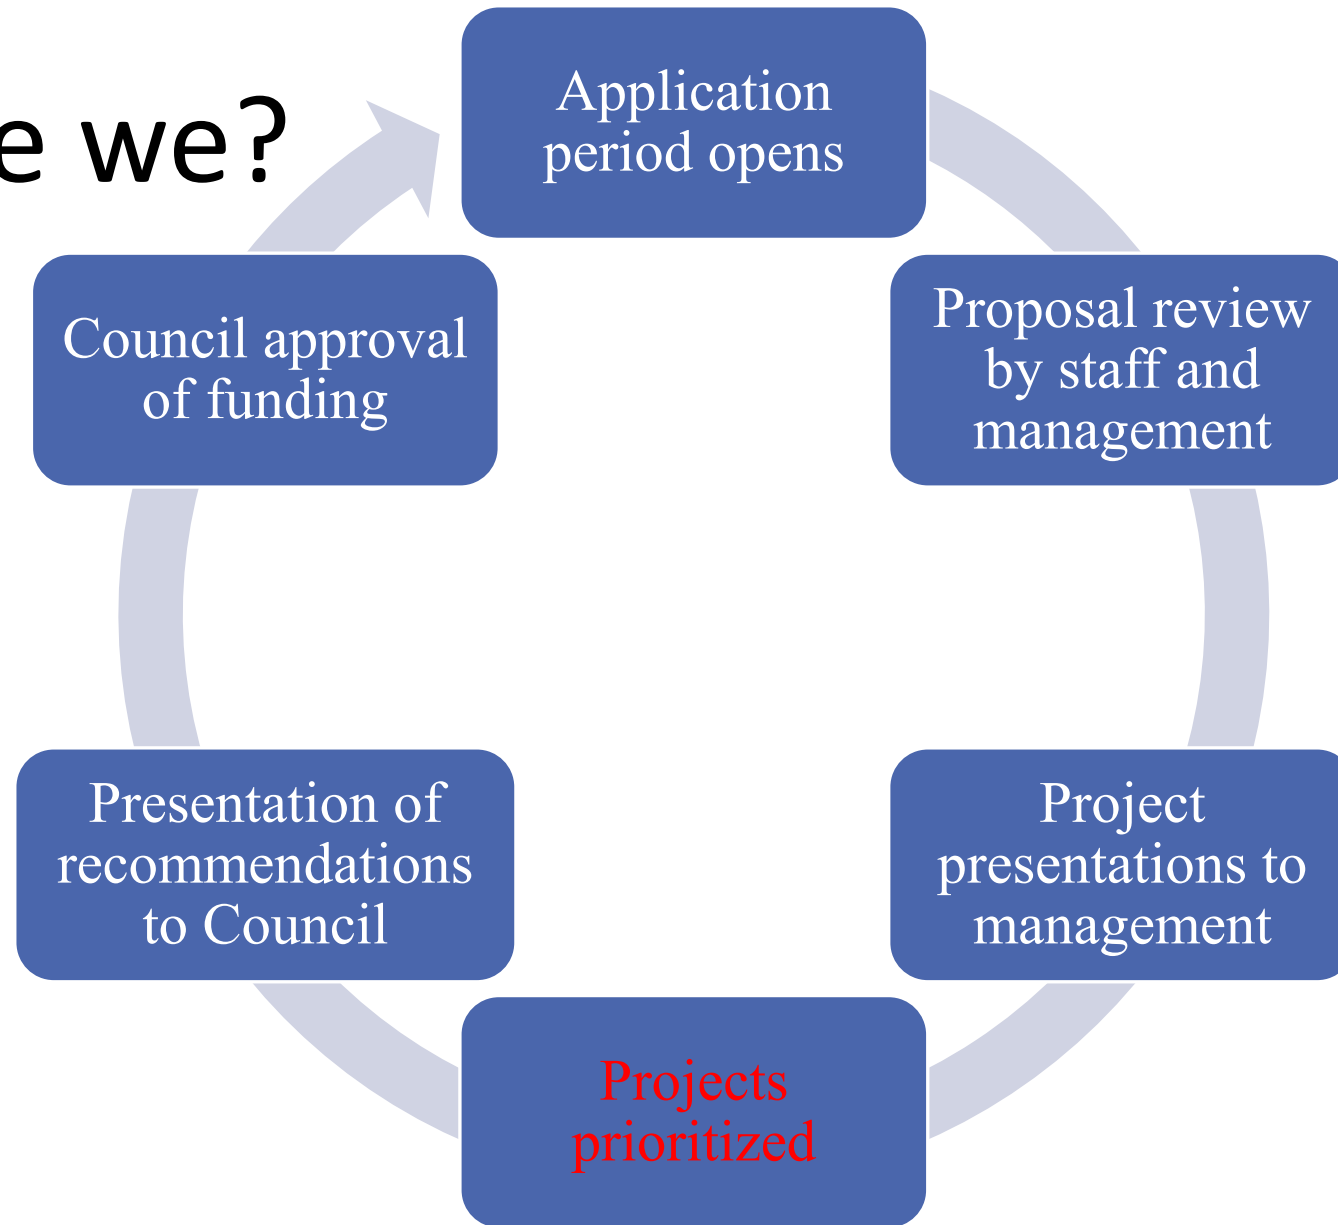 e we?
Application
period opens
Proposal review
by staff and
management
Project
presentations to
management
Projects
prioritized
Presentation of
recommendations
to Council
Council approval
of funding